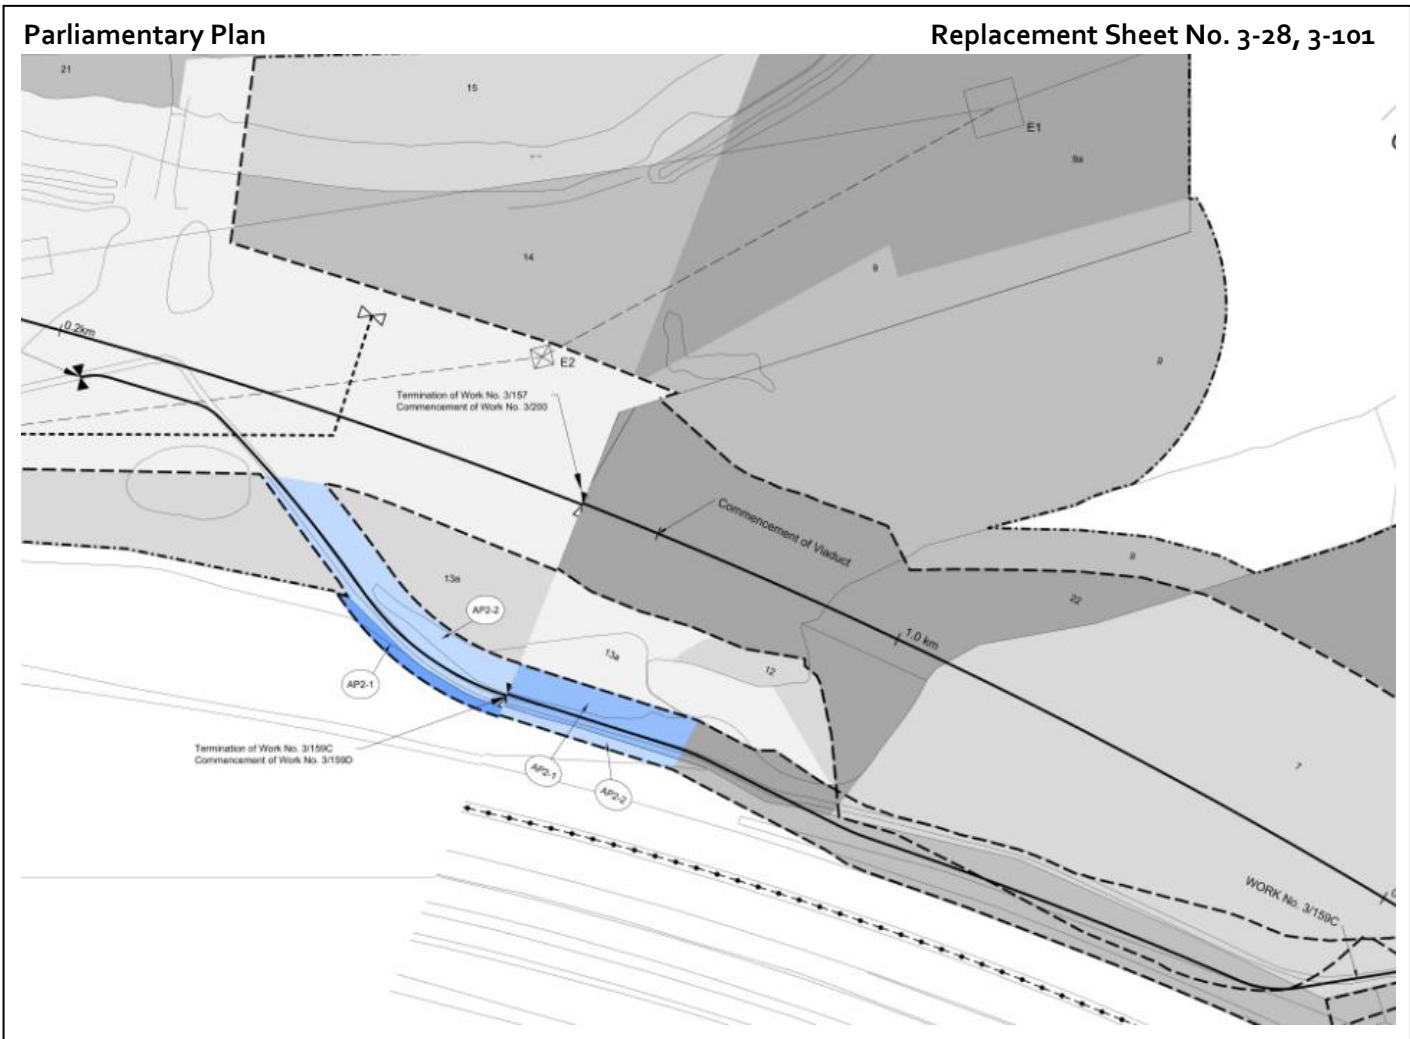 Parliamentary Plan
Replacement Sheet No. 3-28, 3-101
21
15
E1
9a
14
9
0.2km
E2
9
Termination of Work No. 3/157
Commencement of Work No. 3/200
Commencement of Viaduct
9
13a
22
AP2-2
1.0 km
13a
12
AP2-1
Termination of Work No. 3/159C
Commencement of Work No. 3/159D
AP2-1
AP2-2
7
WORK No. 3/159C